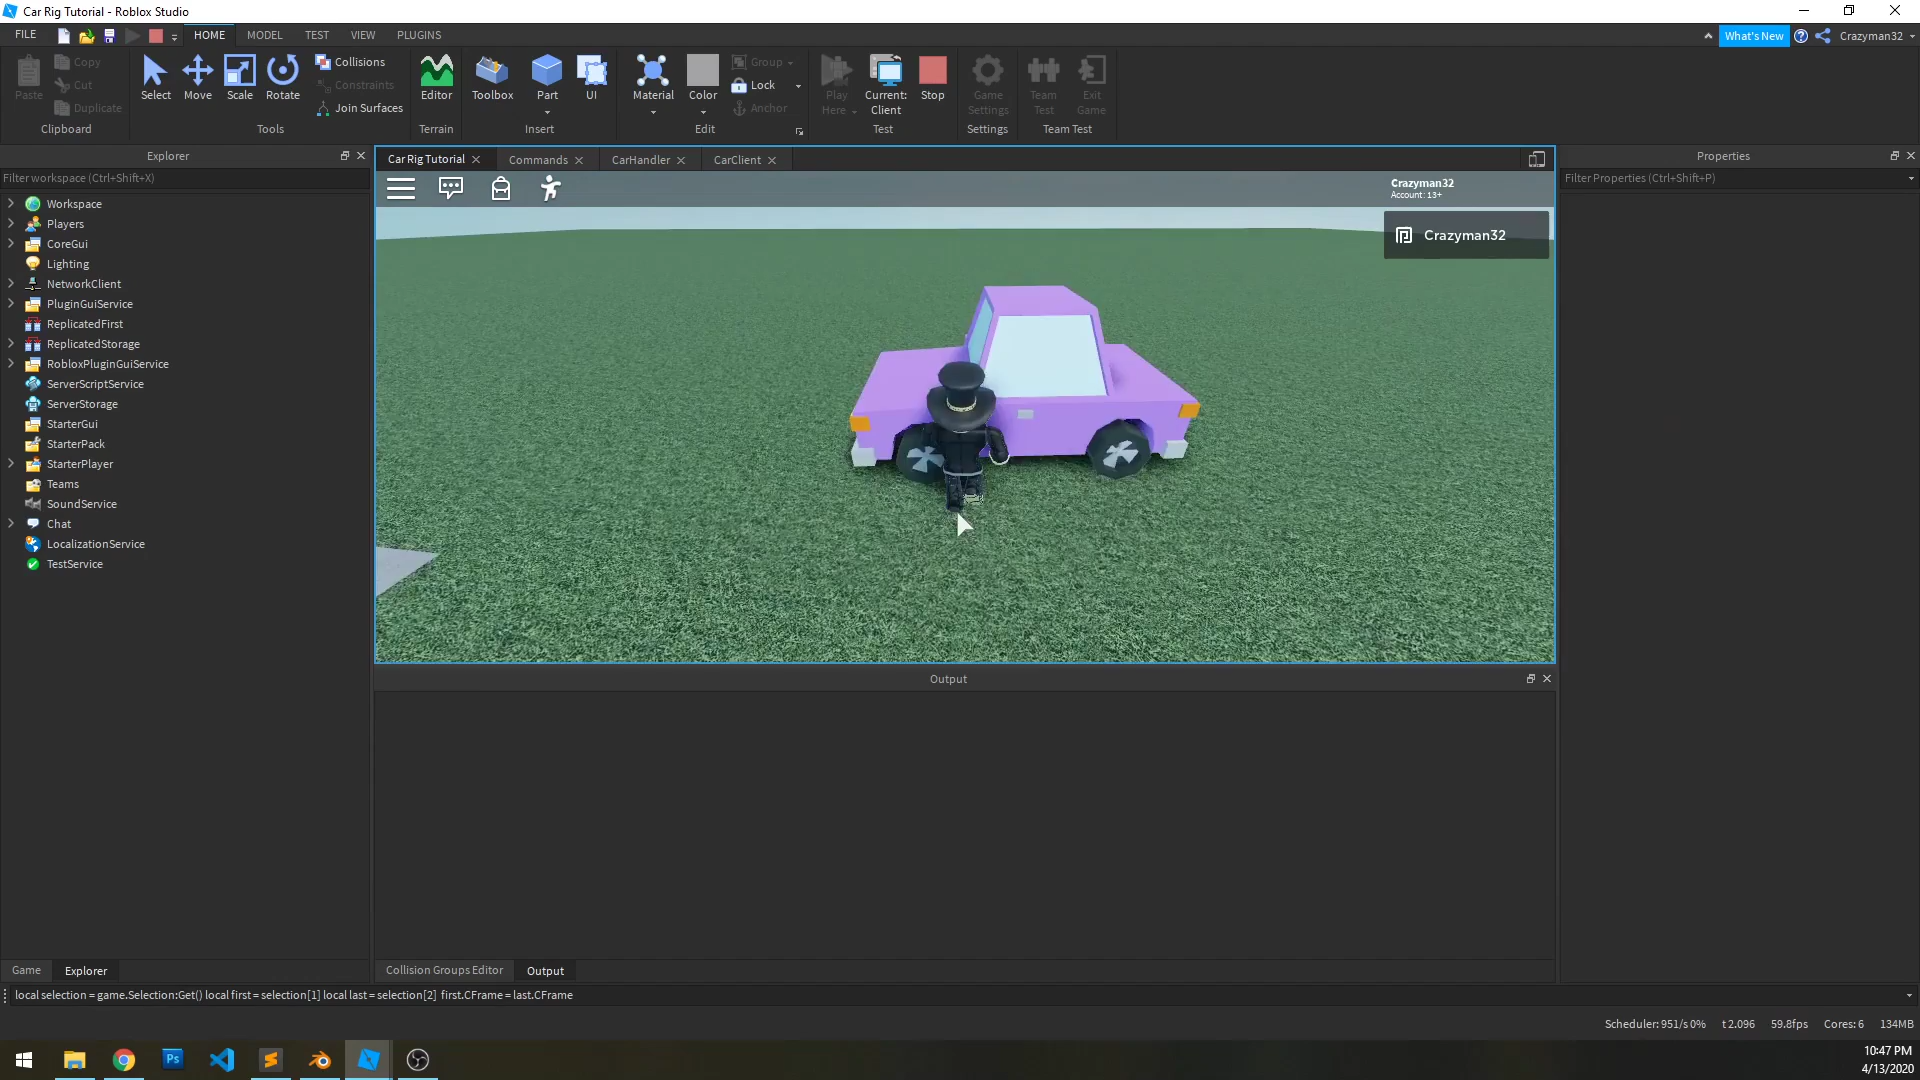 Car Rig Tutorial - Roblox Studio
FILE HOME MODEL TEST VIEW PLUGINS What's New Crazyman32
Paste Copy Cut Duplicate Clipboard
Select Move Scale Rotate Collisions Constraints Join Surfaces Tools
Editor Terrain
Toolbox Part UI Insert
Material Color Group Lock Anchor Edit
Play Here Current: Client Stop Test
Game Settings Settings
Team Test Exit Game Team Test
Explorer
Filter workspace (Ctrl+Shift+X)
Workspace
Players
CoreGui
Lighting
NetworkClient
PluginGuiService
ReplicatedFirst
ReplicatedStorage
RobloxPluginGuiService
ServerScriptService
ServerStorage
StarterGui
StarterPack
StarterPlayer
Teams
SoundService
Chat
LocalizationService
TestService
Game Explorer
Car Rig Tutorial Commands CarHandler CarClient
Crazyman32
Account: 13+
Crazyman32
Output
Collision Groups Editor Output
Properties
Filter Properties (Ctrl+Shift+P)
local selection = game.Selection:Get() local first = selection[1] local last = selection[2] first.CFrame = last.CFrame
Scheduler: 951/s 0% t 2.096 59.8fps Cores: 6 134MB
Ps
10:47 PM
4/13/2020